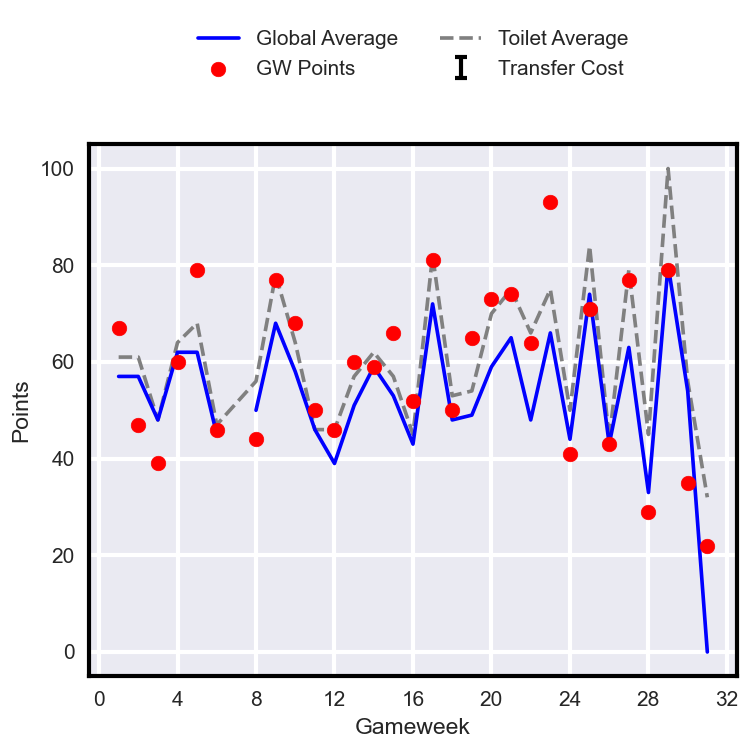 Global Average
Toilet Average
GW Points
Transfer Cost
100
80
60
40
20
0
Points
0 4 8 12 16 20 24 28 32
Gameweek